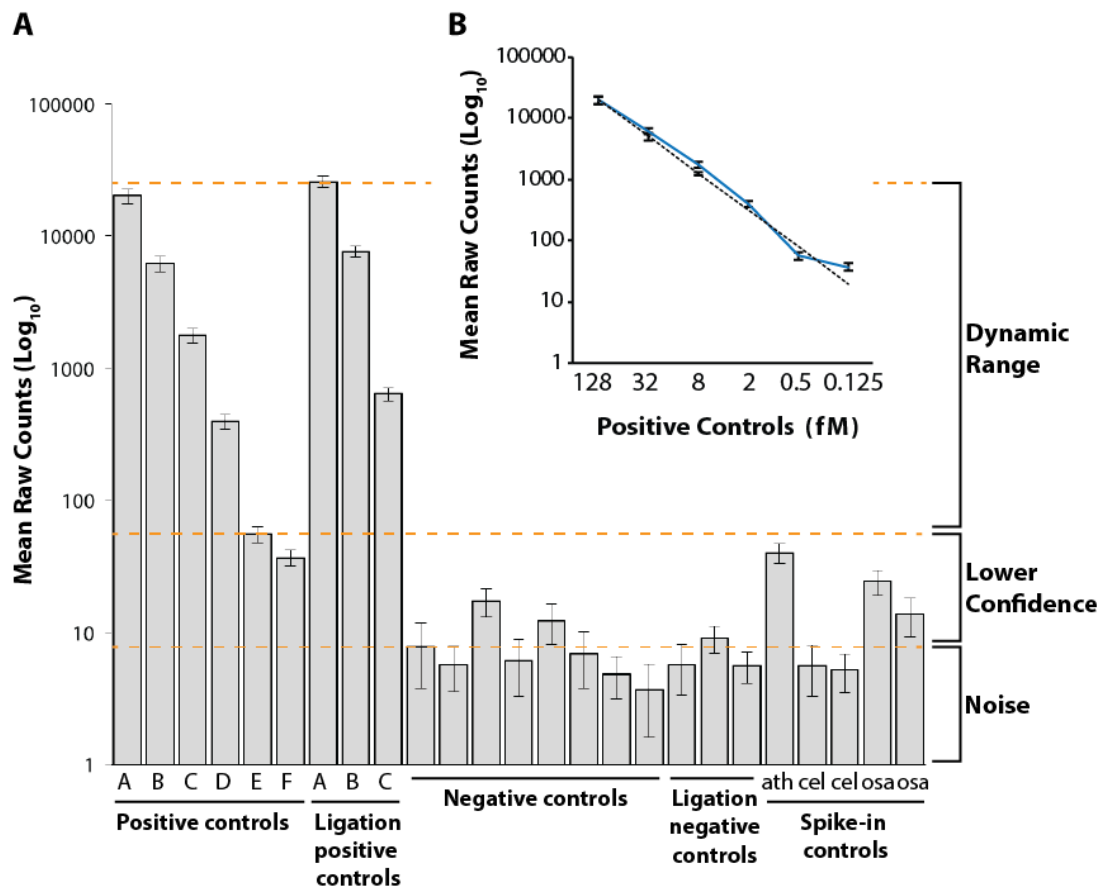 A
Mean Raw Counts (Log10)
100000
10000
1000
100
10
1
A B C D E F A B C
ath cel cel osa osa
Positive controls
Ligation
positive
controls
Negative controls
Ligation
negative
controls
Spike-in
controls
B
Mean Raw Counts (Log10)
100000
10000
1000
100
10
1
128 32 8 2 0.5 0.125
Positive Controls (fM)
Dynamic
Range
Lower
Confidence
Noise